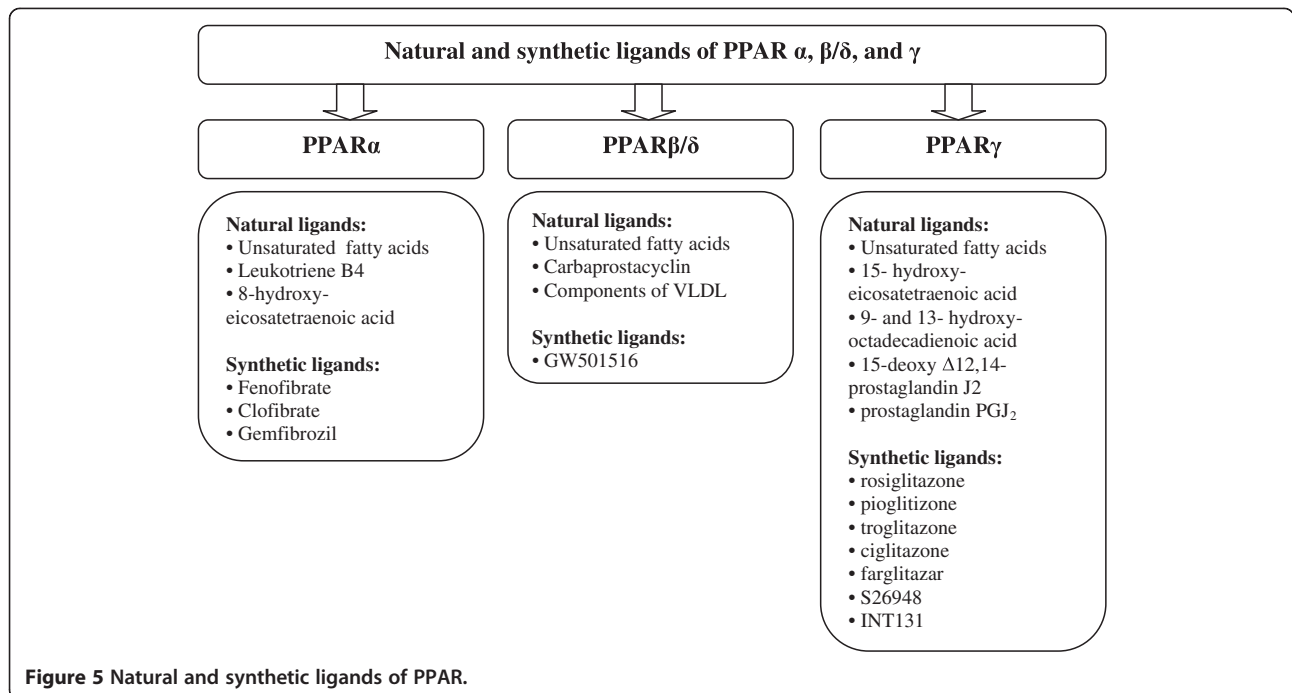 Natural and synthetic ligands of PPAR α, β/δ, and γ
PPARα
Natural ligands:
• Unsaturated fatty acids
• Leukotriene B4
• 8-hydroxy-
eicosatetraenoic acid
Synthetic ligands:
• Fenofibrate
• Clofibrate
• Gemfibrozil
PPARβ/δ
Natural ligands:
• Unsaturated fatty acids
• Carbaprostacyclin
• Components of VLDL
Synthetic ligands:
• GW501516
PPARγ
Natural ligands:
• Unsaturated fatty acids
• 15- hydroxy-
eicosatetraenoic acid
• 9- and 13- hydroxy-
octadecadienoic acid
• 15-deoxy Δ12,14-
prostaglandin J2
• prostaglandin PGJ₂
Synthetic ligands:
• rosiglitazone
• pioglitizone
• troglitazone
• ciglitazone
• farglitazar
• S26948
• INT131
Figure 5 Natural and synthetic ligands of PPAR.